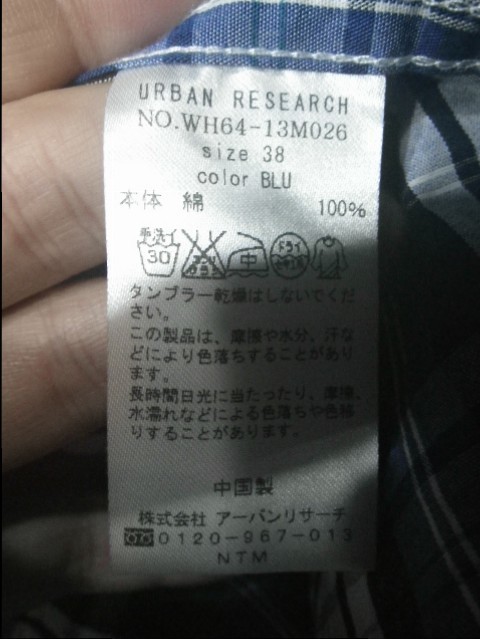 URBAN RESEARCH
NO.WH64-13M026
size 38
color BLU
本体 綿 100%
手洗イ 30 中 ドライ
タンブラー乾燥はしないでくだ
さい。
この製品は、摩擦や水分、汗な
どにより色落ちすることがあり
ます。
長時間日光に当たったり、摩擦、
水濡れなどによる色落ちや色移
りすることがあります。
中国製
株式会社 アーバンリサーチ
0120-967-013
NTM